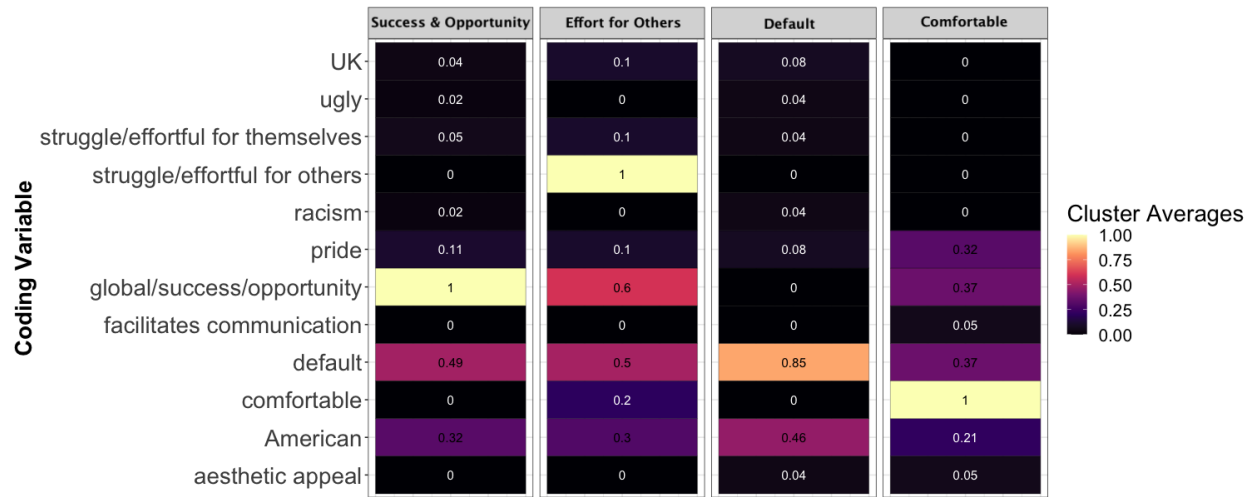 Success & Opportunity Effort for Others Default Comfortable
UK 0.04 0.1 0.08 0
ugly 0.02 0 0.04 0
struggle/effortful for themselves 0.05 0.1 0.04 0
struggle/effortful for others 0 1 0 0
racism 0.02 0 0.04 0
pride 0.11 0.1 0.08 0.32
global/success/opportunity 1 0.6 0 0.37
facilitates communication 0 0 0 0.05
default 0.49 0.5 0.85 0.37
comfortable 0 0.2 0 1
American 0.32 0.3 0.46 0.21
aesthetic appeal 0 0 0.04 0.05
Coding Variable
Cluster Averages
1.00
0.75
0.50
0.25
0.00